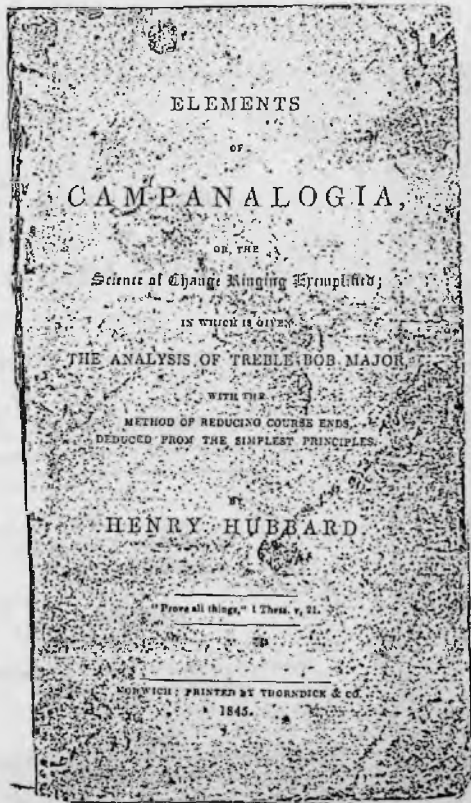 ELEMENTS
OF
CAMPANALOGIA,
OR, THE
Science of Change Ringing Exemplified;
IN WHICH IS GIVEN
THE ANALYSIS OF TREBLE BOB MAJOR
WITH THE
METHOD OF REDUCING COURSE ENDS,
DEDUCED FROM THE SIMPLEST PRINCIPLES.
BY
HENRY HUBBARD
"Prove all things," 1 Thess. v, 21.
NORWICH: PRINTED BY THORNDICK & CO.
1845.